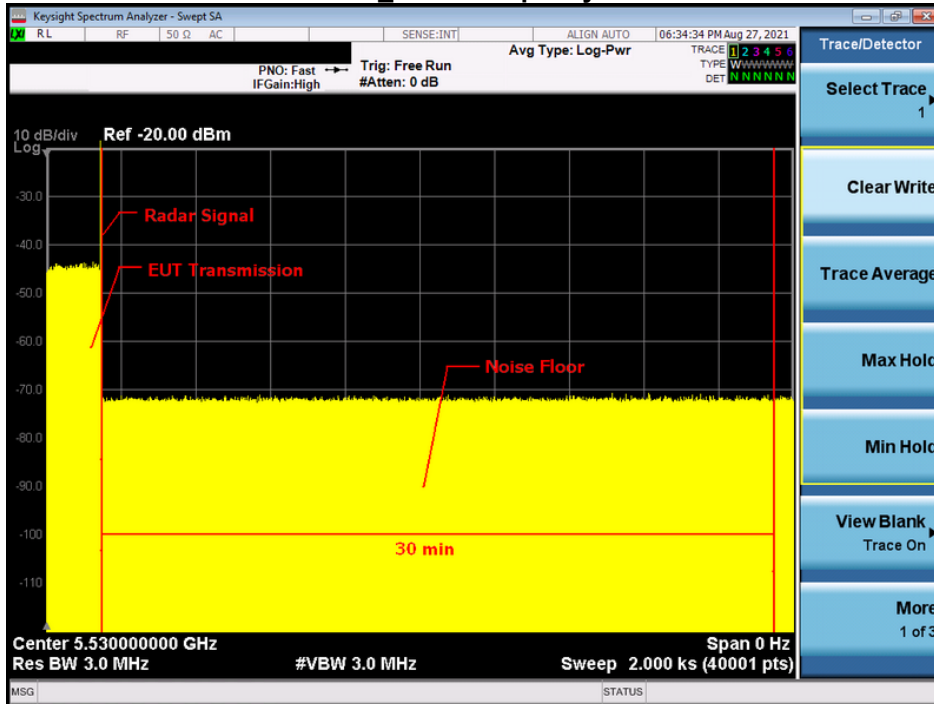 Keysight Spectrum Analyzer - Swept SA
LXI RL RF 50 Ω AC SENSE:INT ALIGN AUTO 06:34:34 PM Aug 27, 2021
Avg Type: Log-Pwr
TRACE 1 2 3 4 5 6
PNO: Fast
Trig: Free Run
TYPE WWWWWW
IFGain:High
#Atten: 0 dB
DET N N N N N N
10 dB/div Ref -20.00 dBm
Log
-30.0
Radar Signal
-40.0
EUT Transmission
-50.0
-60.0
Noise Floor
-70.0
-80.0
-90.0
-100
30 min
-110
Center 5.530000000 GHz Span 0 Hz
Res BW 3.0 MHz #VBW 3.0 MHz Sweep 2.000 ks (40001 pts)
MSG STATUS
Trace/Detector
Select Trace
1
Clear Write
Trace Average
Max Hold
Min Hold
View Blank
Trace On
More
1 of 3